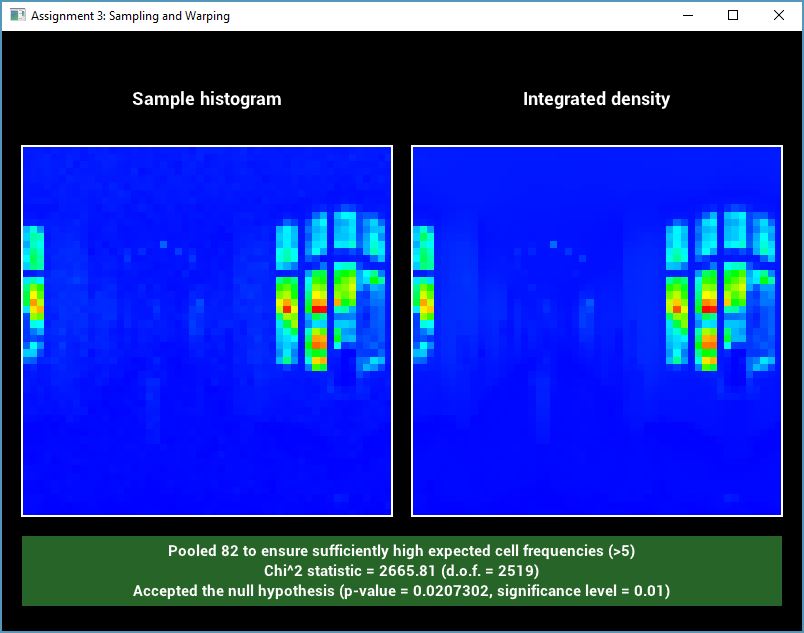 Assignment 3: Sampling and Warping
Sample histogram
Integrated density
Pooled 82 to ensure sufficiently high expected cell frequencies (>5)
Chi^2 statistic = 2665.81 (d.o.f. = 2519)
Accepted the null hypothesis (p-value = 0.0207302, significance level = 0.01)